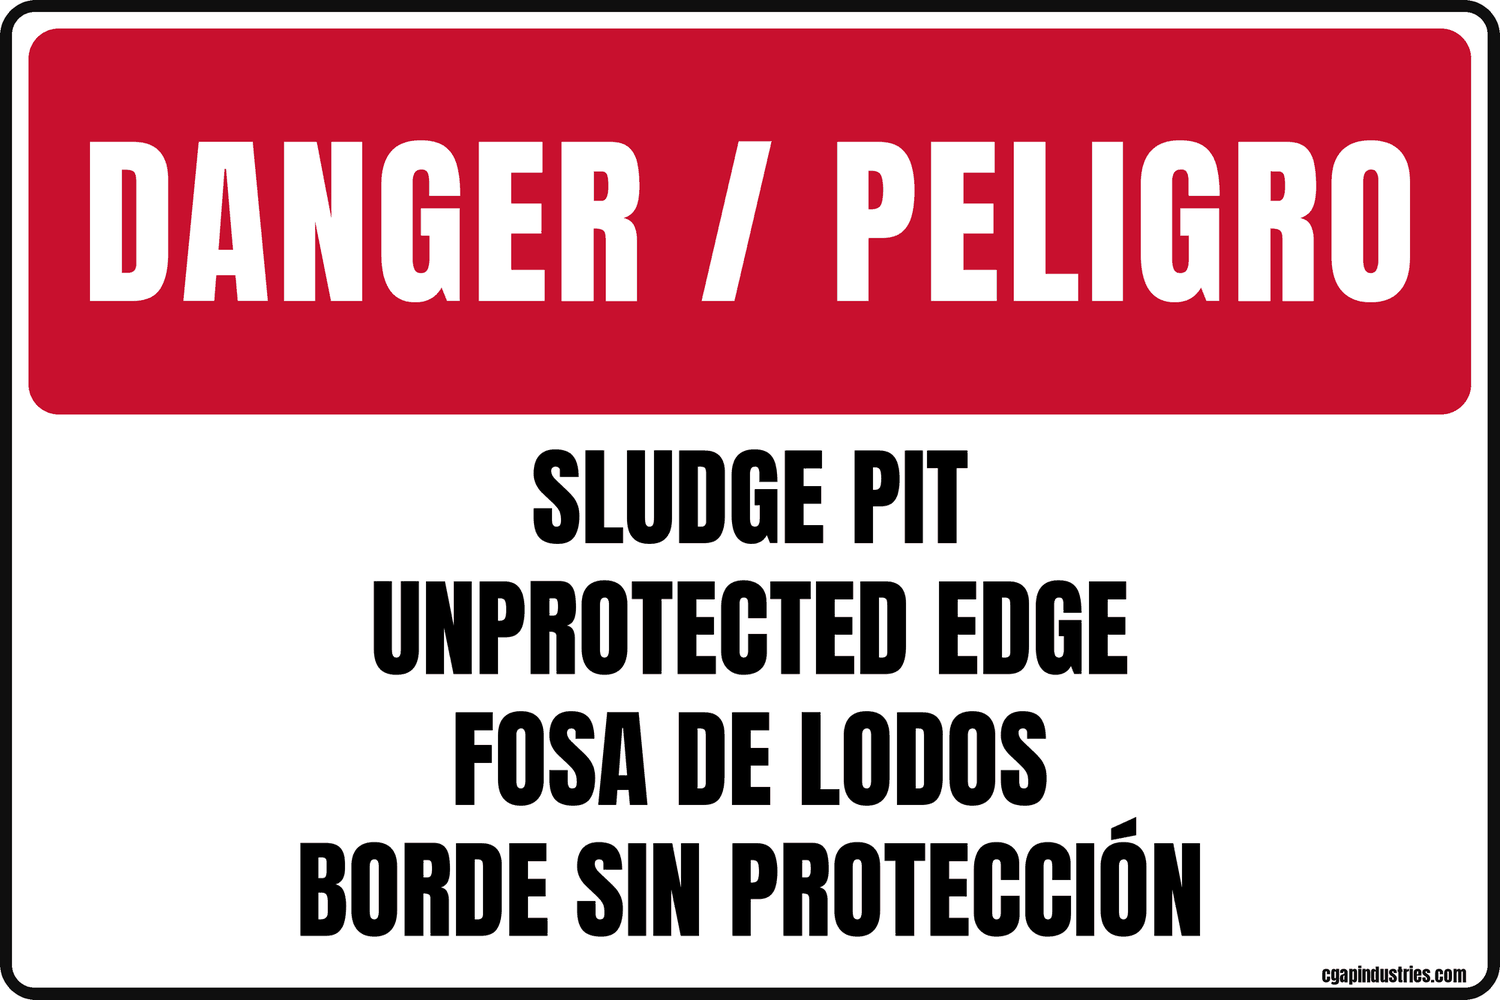 DANGER / PELIGRO
SLUDGE PIT
UNPROTECTED EDGE
FOSA DE LODOS
BORDE SIN PROTECCIÓN
cgapindustries.com